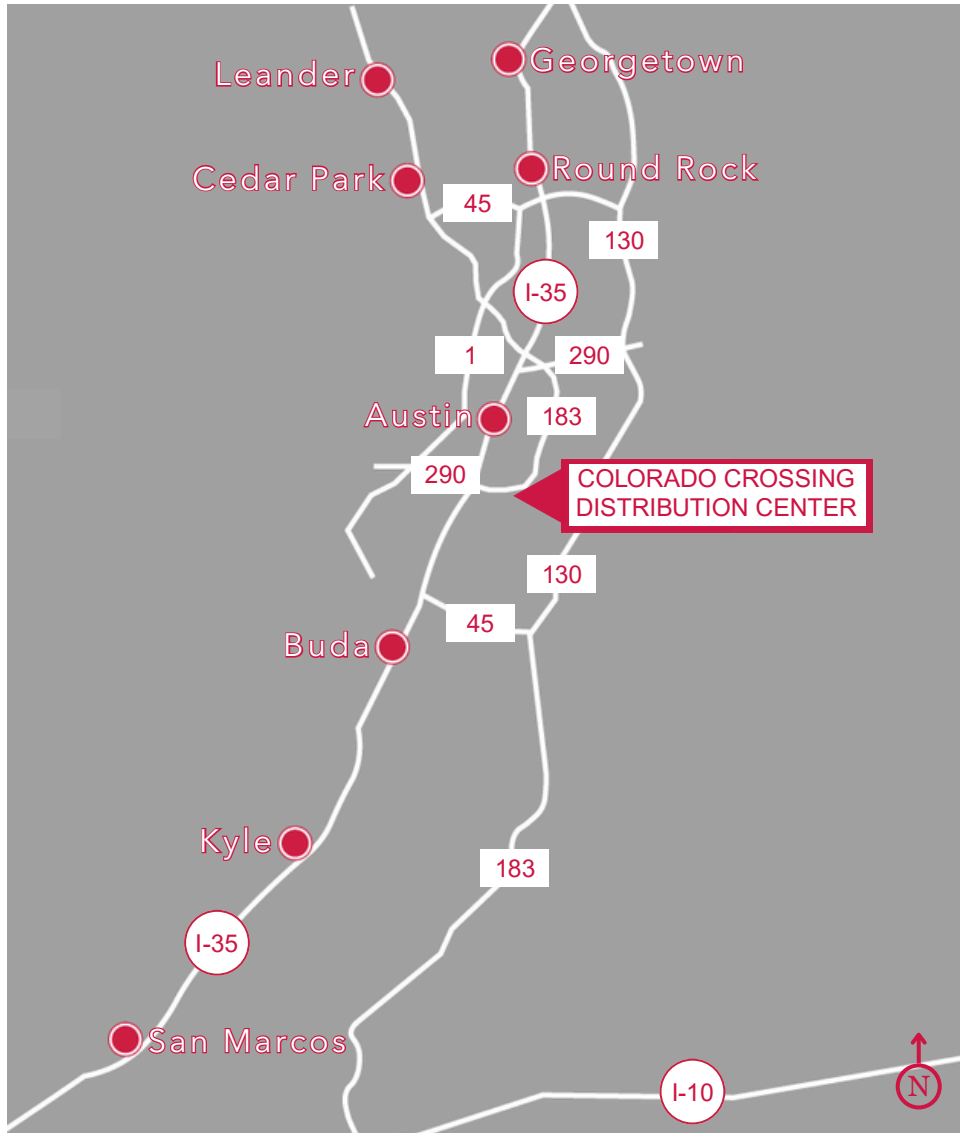 Georgetown
Leander
Round Rock
Cedar Park
45
130
I-35
1
290
183
Austin
290
COLORADO CROSSING
DISTRIBUTION CENTER
130
45
Buda
Kyle
183
I-35
San Marcos
I-10
N